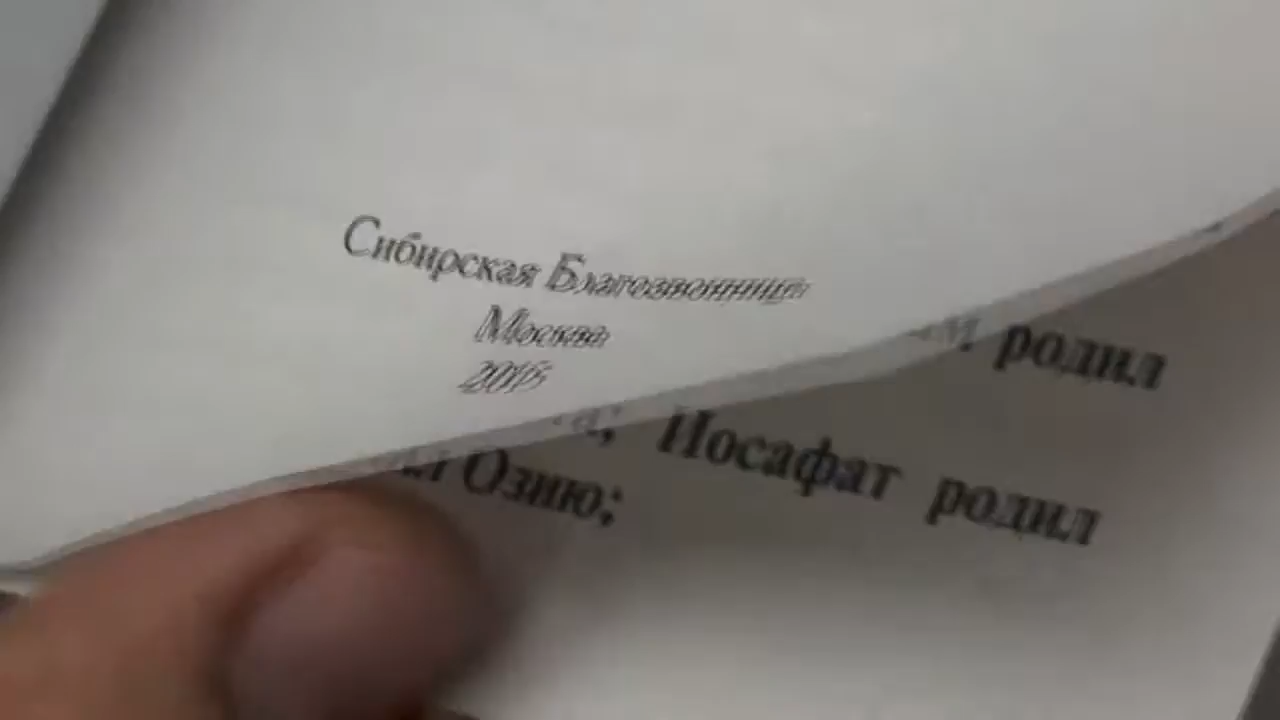 Сибирская Благозвонница
Москва
родил
Иосафат родил
Озию;